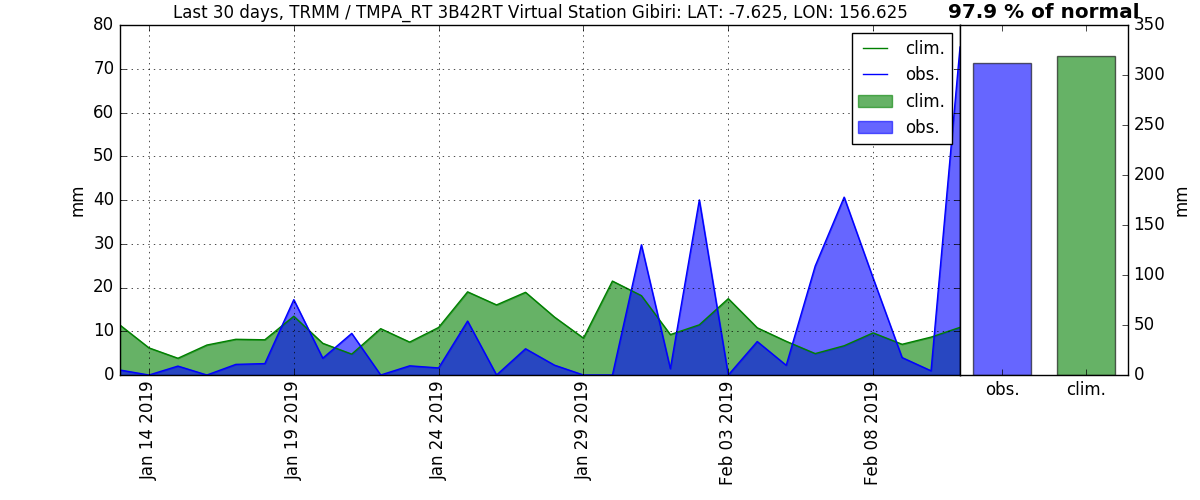 Last 30 days, TRMM / TMPA_RT 3B42RT Virtual Station Gibiri: LAT: -7.625, LON: 156.625
97.9 % of normal
80
70
60
50
40
30
20
10
0
mm
clim.
obs.
clim.
obs.
350
300
250
200
150
100
50
0
mm
obs.
clim.
Jan 14 2019
Jan 19 2019
Jan 24 2019
Jan 29 2019
Feb 03 2019
Feb 08 2019